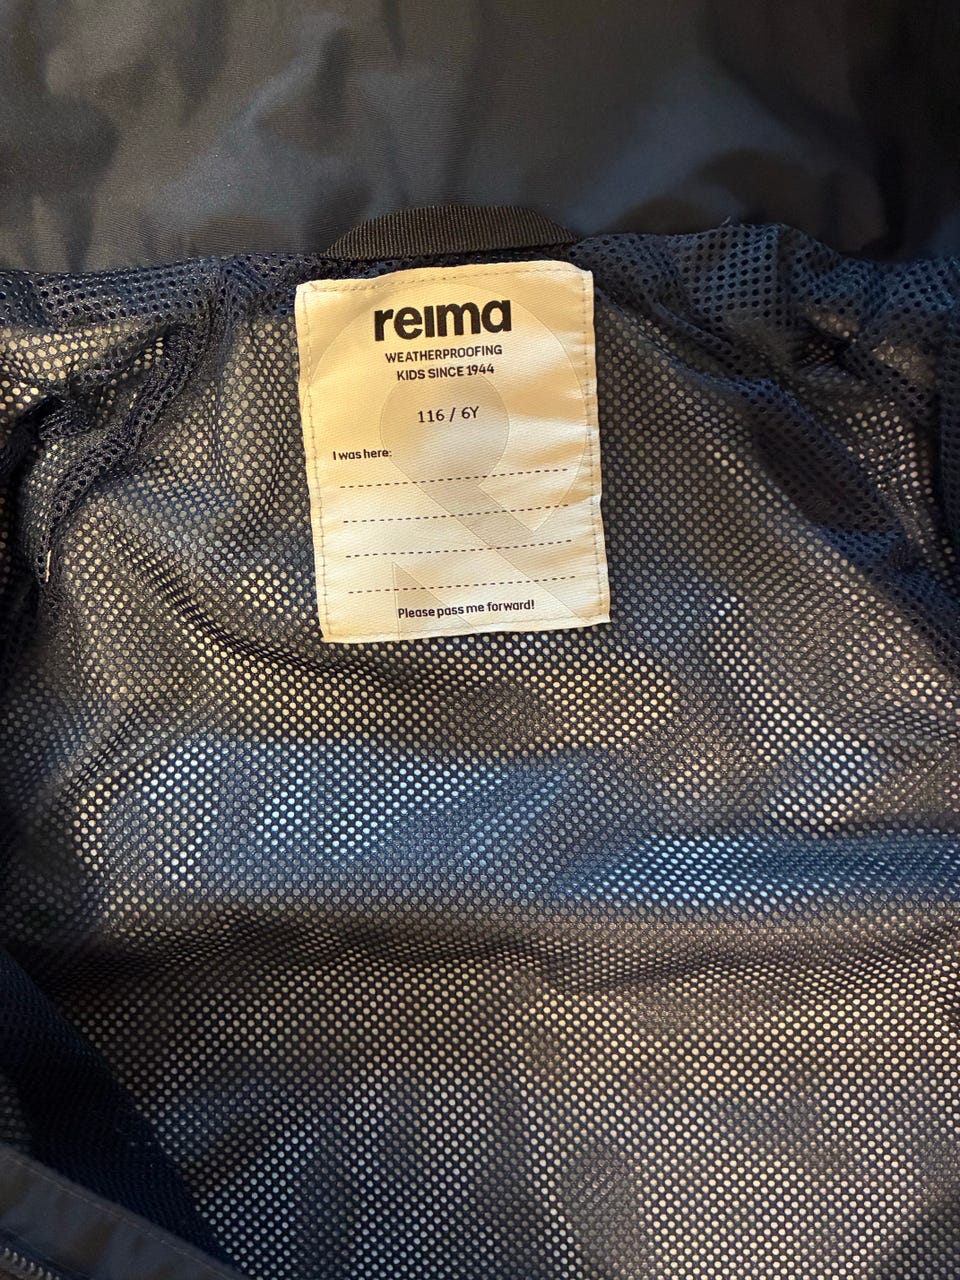 reima
WEATHERPROOFING
KIDS SINCE 1944
116 / 6Y
I was here:
Please pass me forward!